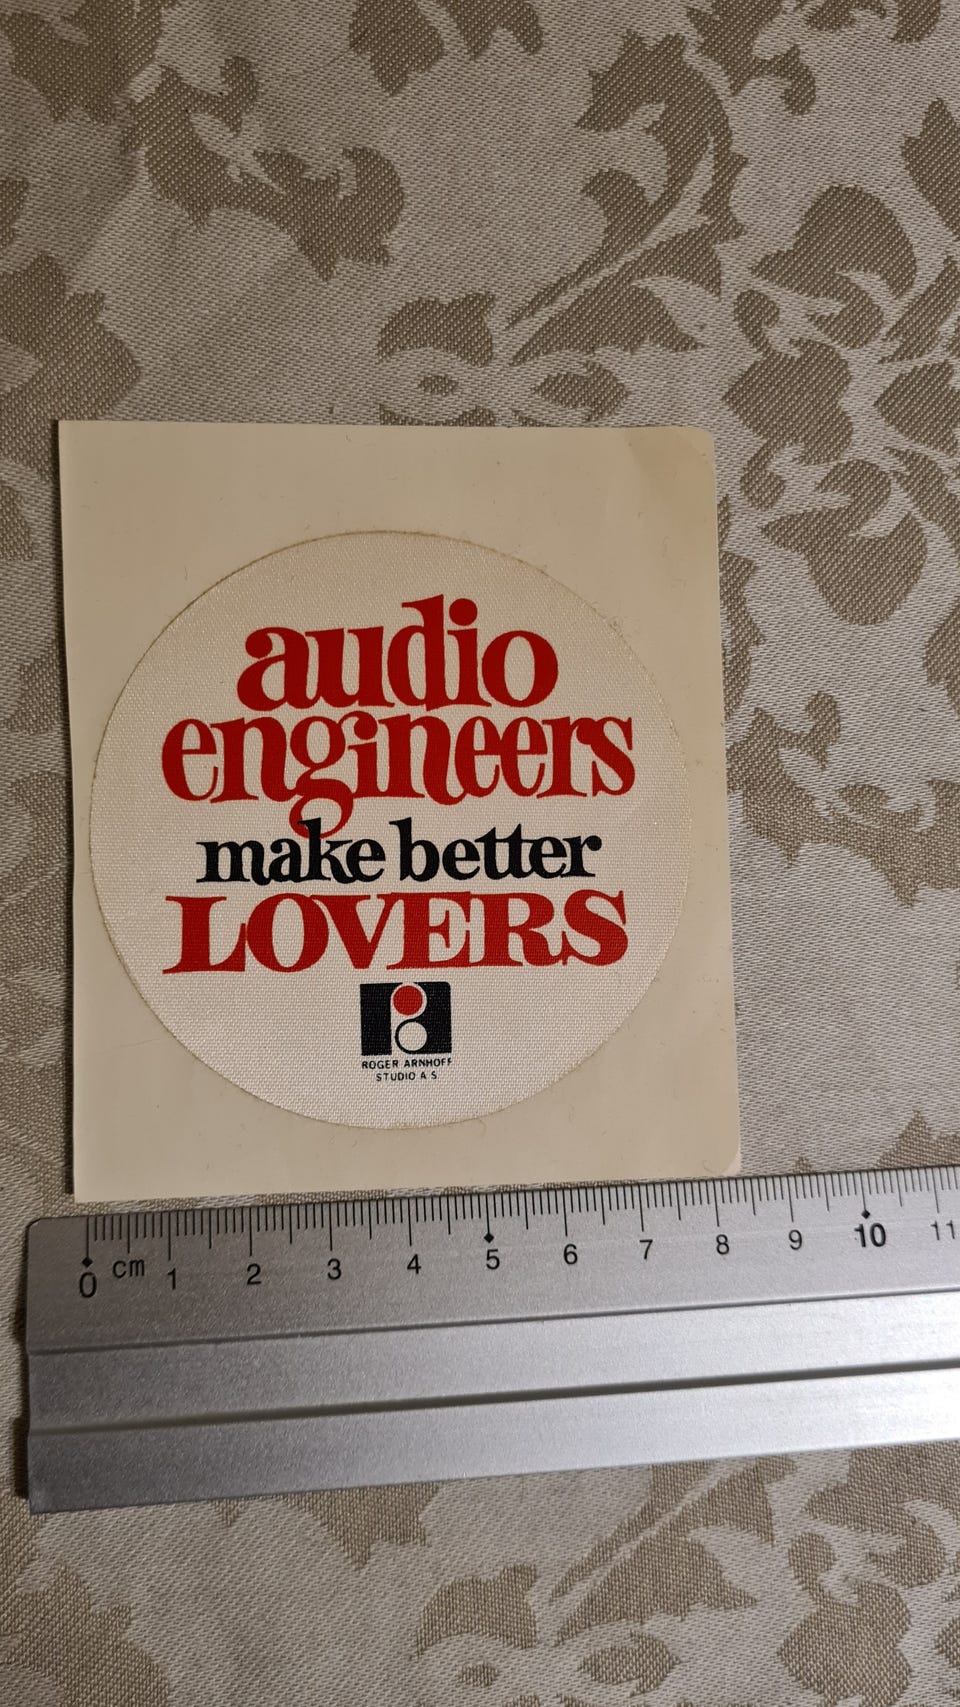 audio
engineers
make better
LOVERS
ROGER ARNHOFF
STUDIO A S
0 cm 1 2 3 4 5 6 7 8 9 10 11